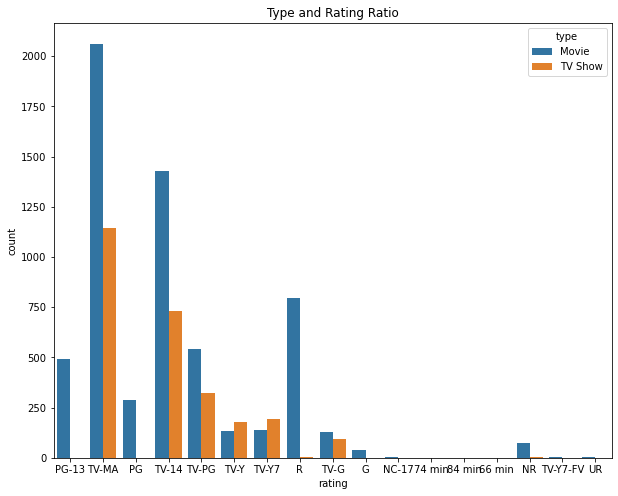 Type and Rating Ratio
type
Movie
TV Show
count
2000
1750
1500
1250
1000
750
500
250
0
PG-13 TV-MA PG TV-14 TV-PG TV-Y TV-Y7 R TV-G G NC-17 74 min 84 min 66 min NR TV-Y7-FV UR
rating